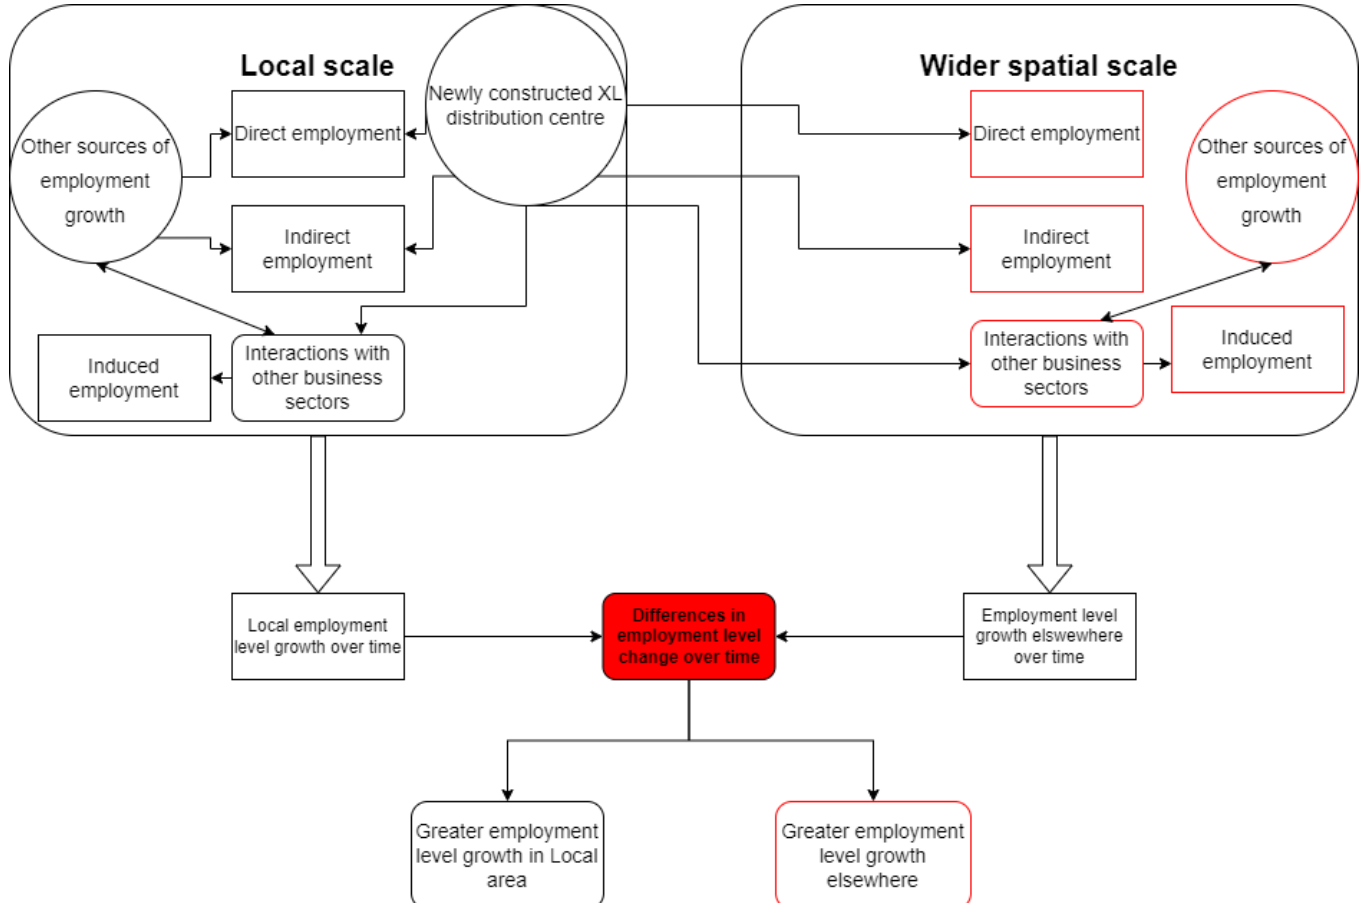 Local scale
Newly constructed XL
distribution centre
Other sources of
employment
growth
Direct employment
Indirect
employment
Induced
employment
Interactions with
other business
sectors
Wider spatial scale
Direct employment
Other sources of
employment
growth
Indirect
employment
Interactions with
other business
sectors
Induced
employment
Local employment
level growth over time
Differences in
employment level
change over time
Employment level
growth elswewhere
over time
Greater employment
level growth in Local
area
Greater employment
level growth
elsewhere